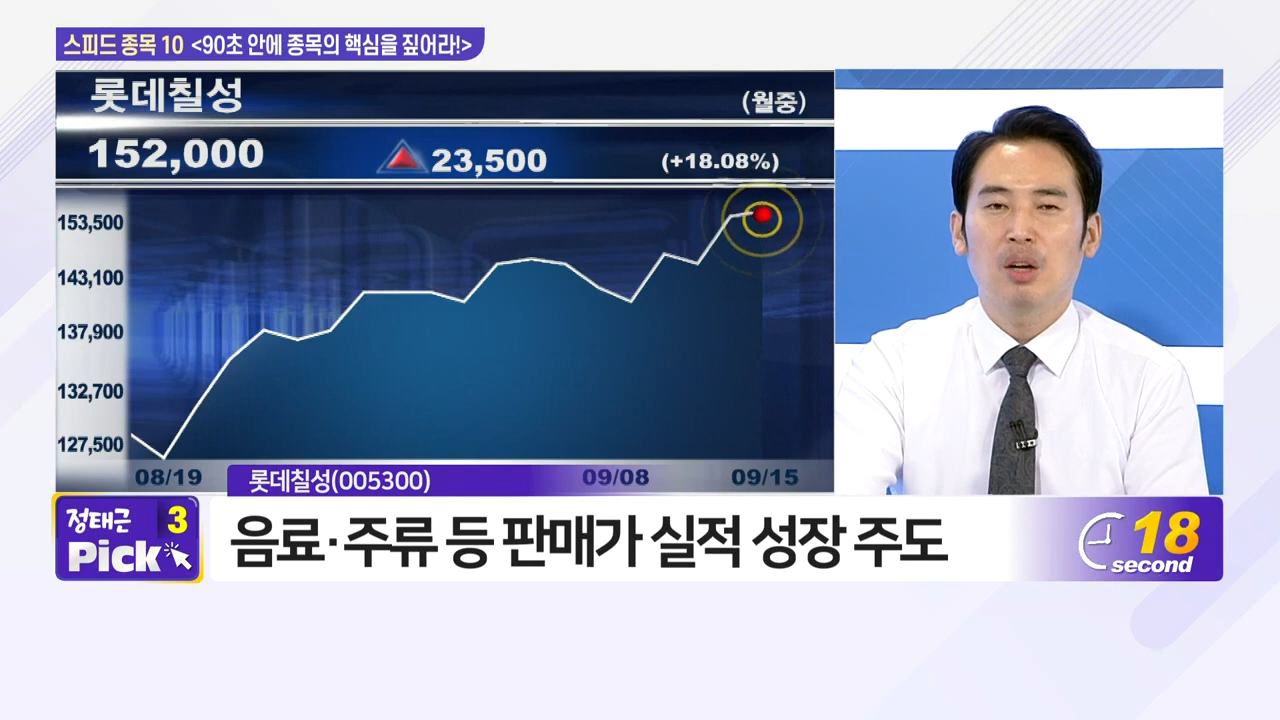 스피드 종목 10 <90초 안에 종목의 핵심을 짚어라!>
롯데칠성
(월중)
152,000 ▲ 23,500 (+18.08%)
153,500
143,100
137,900
132,700
127,500
08/19 09/08 09/15
롯데칠성(005300)
정태근 3
Pick
음료·주류 등 판매가 실적 성장 주도
18
second